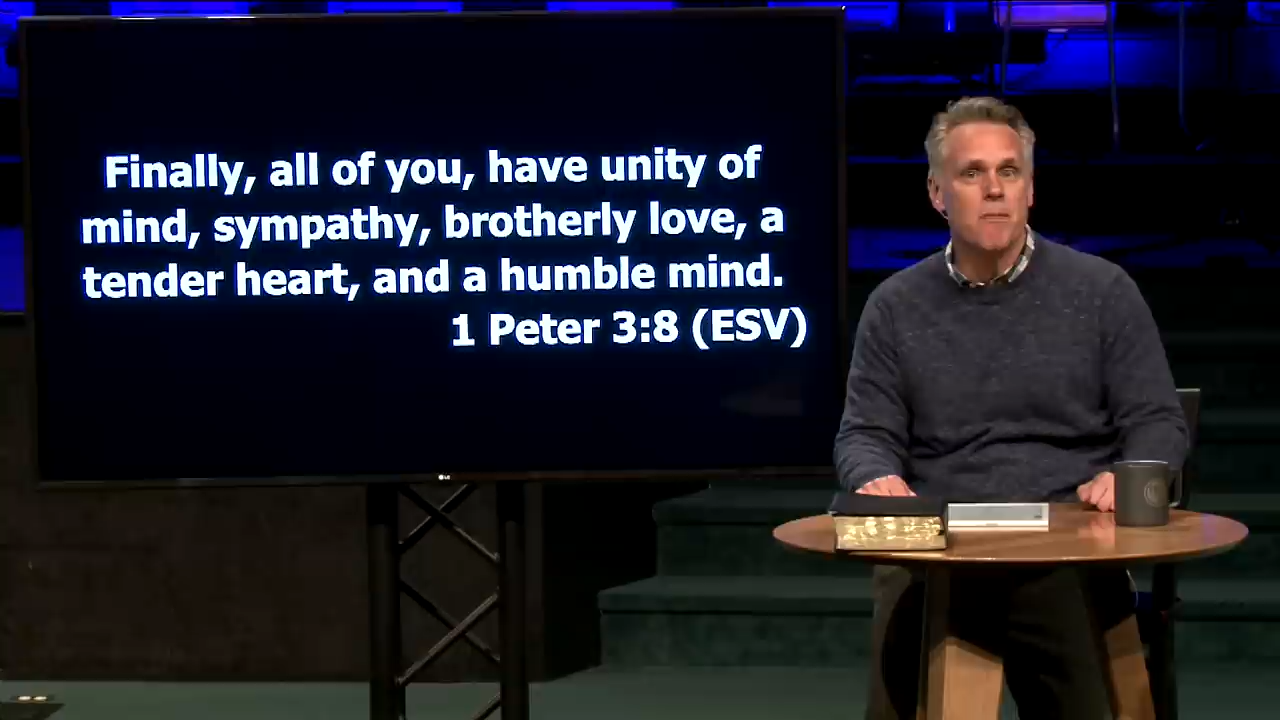 Finally, all of you, have unity of
mind, sympathy, brotherly love, a
tender heart, and a humble mind.
1 Peter 3:8 (ESV)
LG